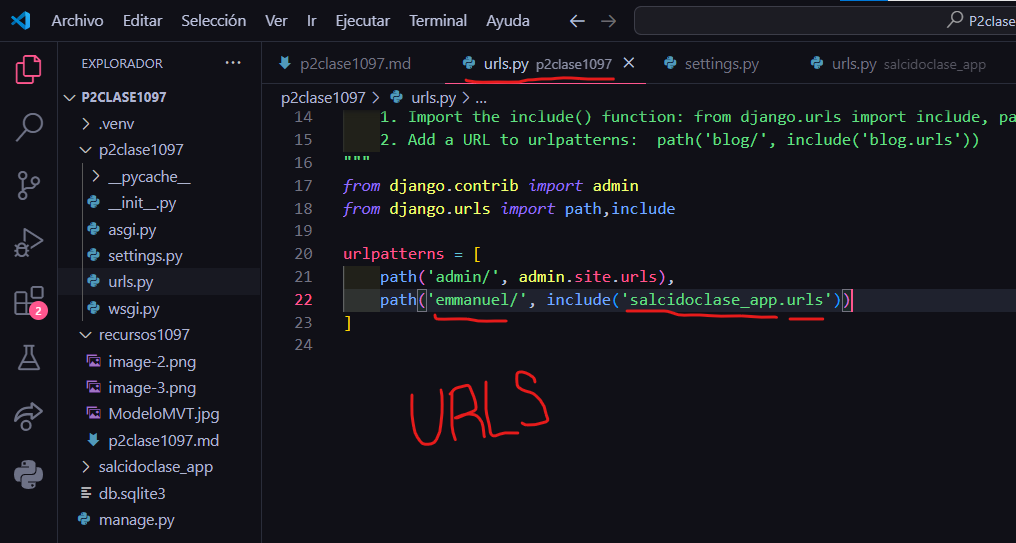 Archivo Editar Selección Ver Ir Ejecutar Terminal Ayuda P2clase
EXPLORADOR ...
P2CLASE1097
.venv
p2clase1097
__pycache__
__init__.py
asgi.py
settings.py
urls.py
wsgi.py
recursos1097
image-2.png
image-3.png
ModeloMVT.jpg
p2clase1097.md
salcidoclase_app
db.sqlite3
manage.py
2
p2clase1097.md urls.py p2clase1097 settings.py urls.py salcidoclase_app
p2clase1097 > urls.py > ...
14 1. Import the include() function: from django.urls import include, pa
15 2. Add a URL to urlpatterns:  path('blog/', include('blog.urls'))
16 """
17 from django.contrib import admin
18 from django.urls import path,include
19
20 urlpatterns = [
21 path('admin/', admin.site.urls),
22 path('emmanuel/', include('salcidoclase_app.urls'))
23 ]
24
URLS